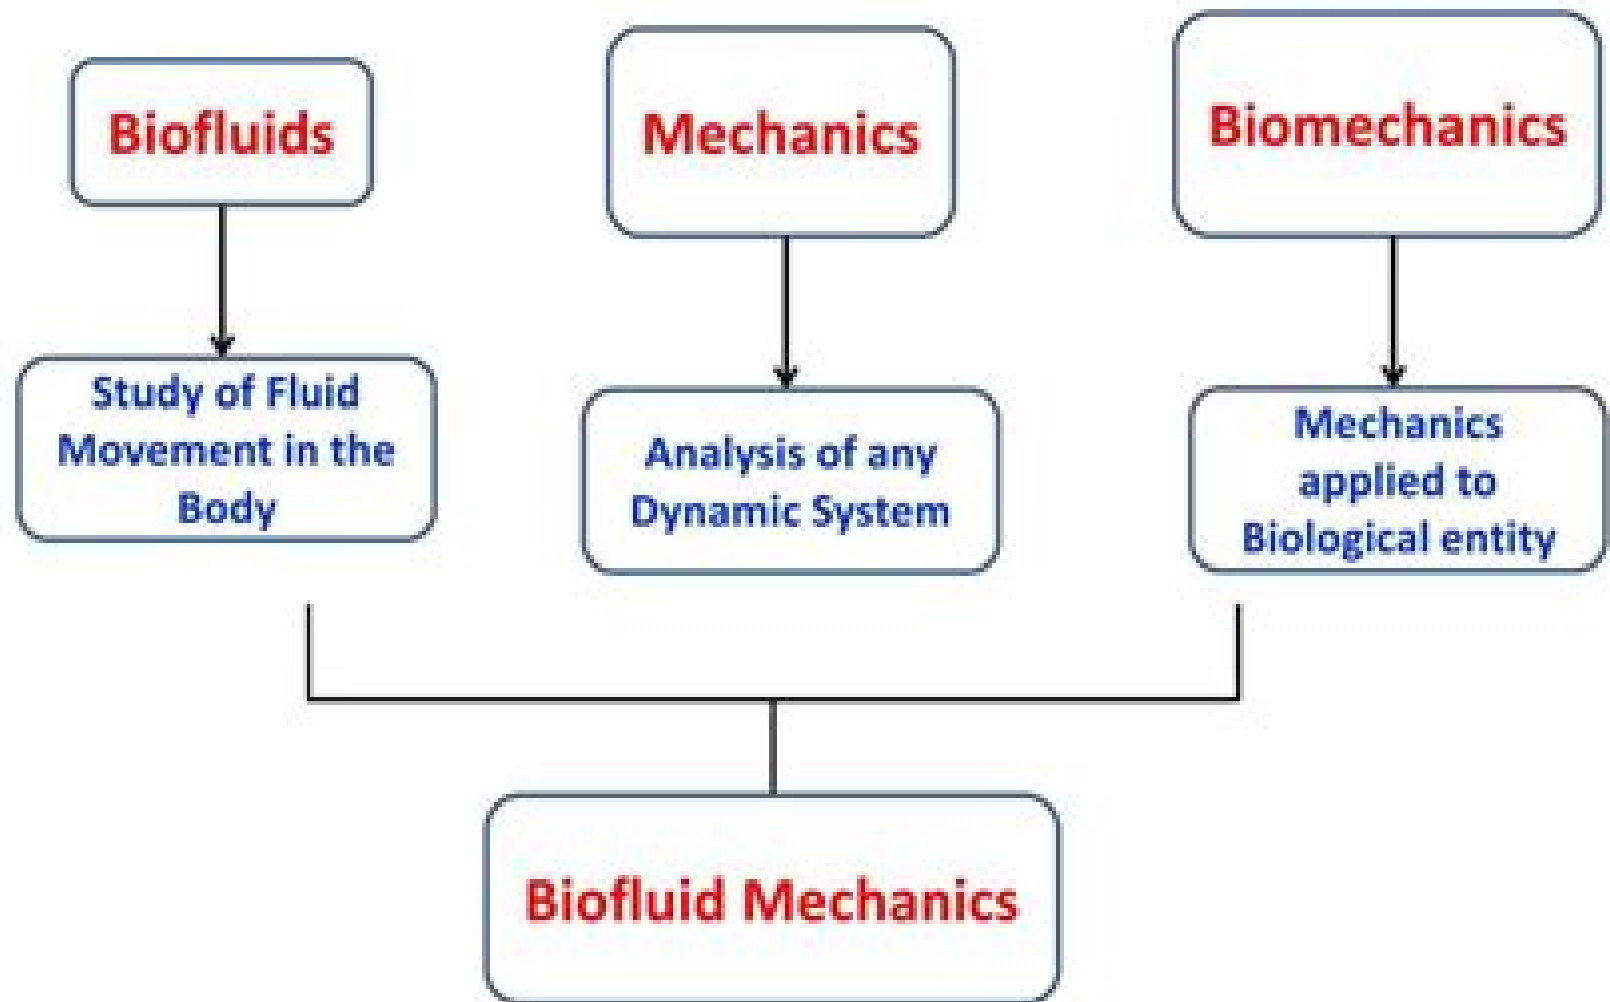 Biofluids
Mechanics
Biomechanics
Study of Fluid
Movement in the
Body
Analysis of any
Dynamic System
Mechanics
applied to
Biological entity
Biofluid Mechanics